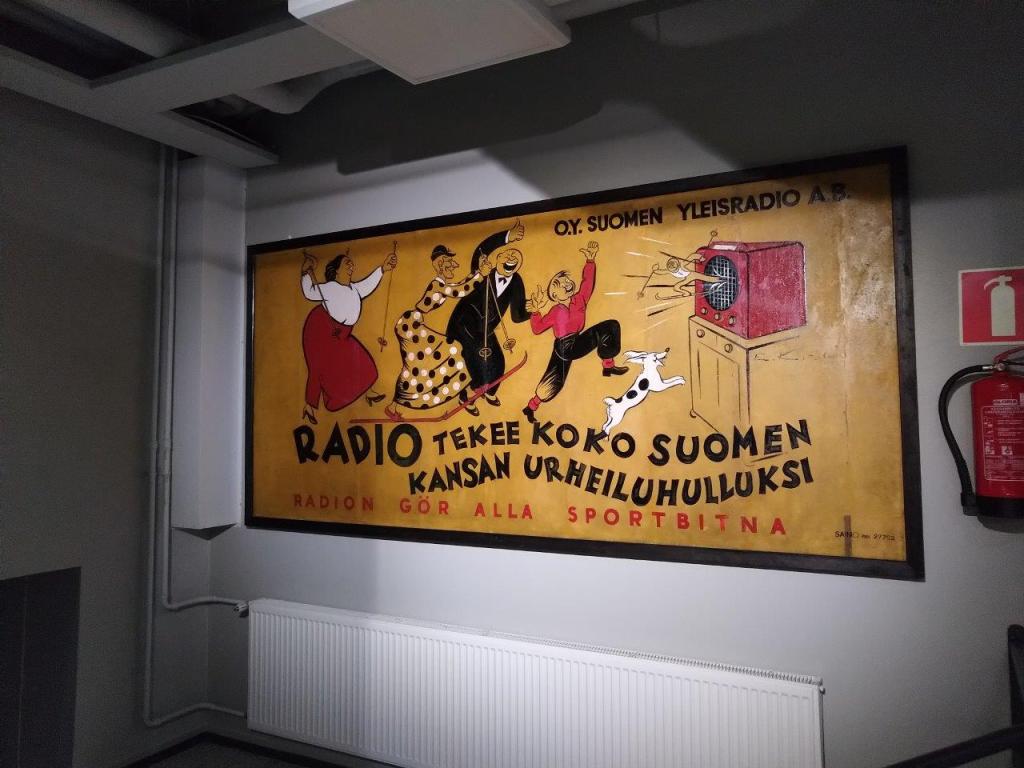 O.Y. SUOMEN YLEISRADIO A.B.
RADIO TEKEE KOKO SUOMEN
KANSAN URHEILUHULLUKSI
RADION GÖR ALLA SPORTBITNA